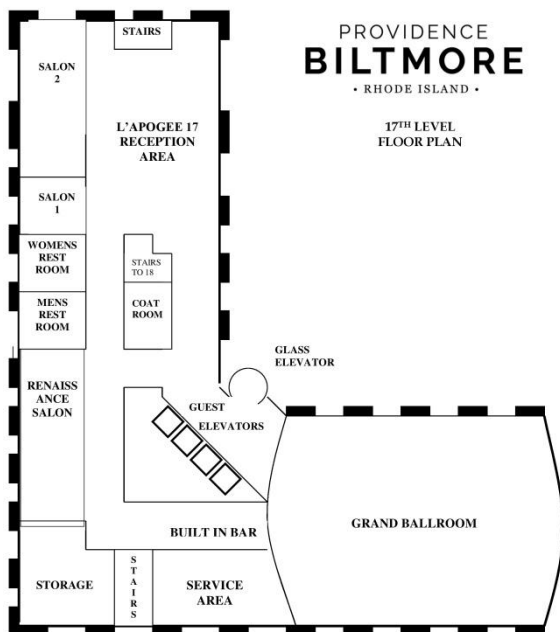 PROVIDENCE
BILTMORE
• RHODE ISLAND •
17TH LEVEL
FLOOR PLAN
STAIRS
SALON
2
L'APOGEE 17
RECEPTION
AREA
SALON
1
WOMENS
REST
ROOM
STAIRS
TO 18
MENS
REST
ROOM
COAT
ROOM
GLASS
ELEVATOR
RENAISS
ANCE
SALON
GUEST
ELEVATORS
BUILT IN BAR
GRAND BALLROOM
STORAGE
STAIRS
SERVICE
AREA